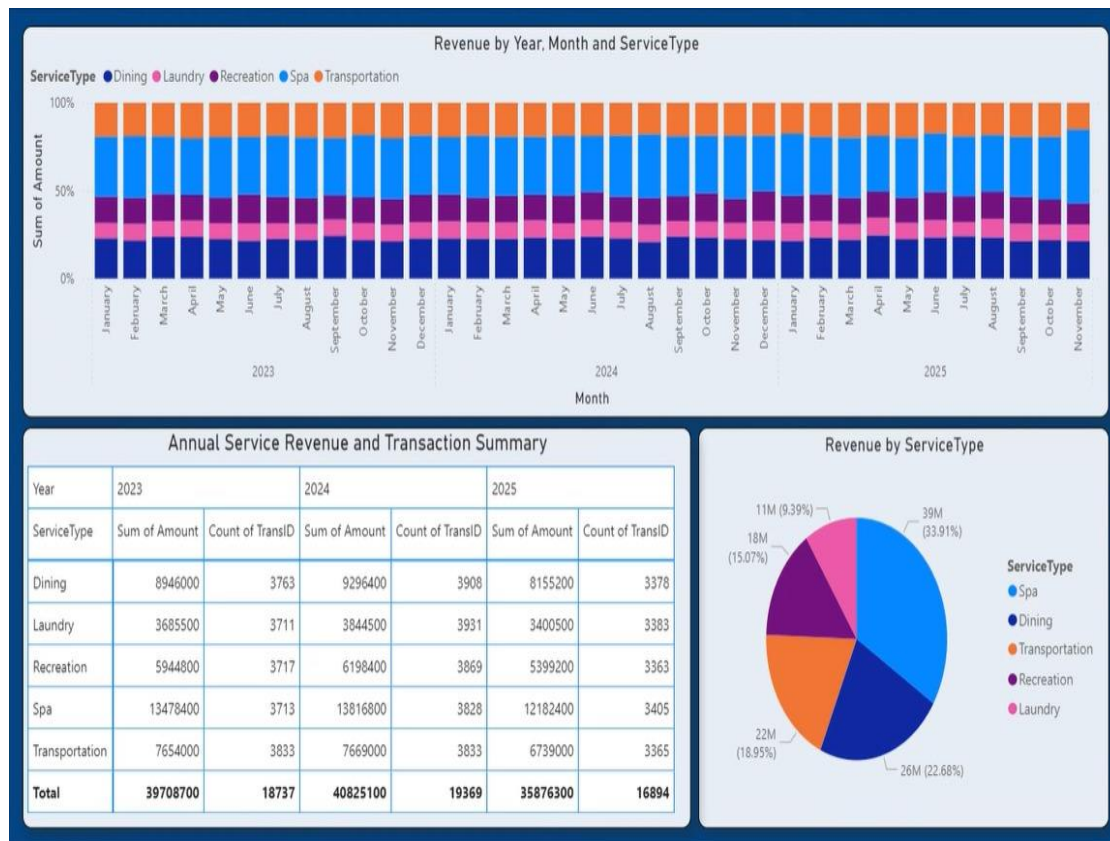 Revenue by Year, Month and ServiceType
ServiceType Dining Laundry Recreation Spa Transportation
100%
50%
0%
Sum of Amount
January February March April May June July August September October November December January February March April May June July August September October November December January February March April May June July August September October November
2023 2024 2025
Month
Annual Service Revenue and Transaction Summary
Year 2023 2024 2025
ServiceType Sum of Amount Count of TransID Sum of Amount Count of TransID Sum of Amount Count of TransID
Dining 8946000 3763 9296400 3908 8155200 3378
Laundry 3685500 3711 3844500 3931 3400500 3383
Recreation 5944800 3717 6198400 3869 5399200 3363
Spa 13478400 3713 13816800 3828 12182400 3405
Transportation 7654000 3833 7669000 3833 6739000 3365
Total 39708700 18737 40825100 19369 35876300 16894
Revenue by ServiceType
11M (9.39%)
39M
(33.91%)
18M
(15.07%)
22M
(18.95%)
26M (22.68%)
ServiceType
Spa
Dining
Transportation
Recreation
Laundry